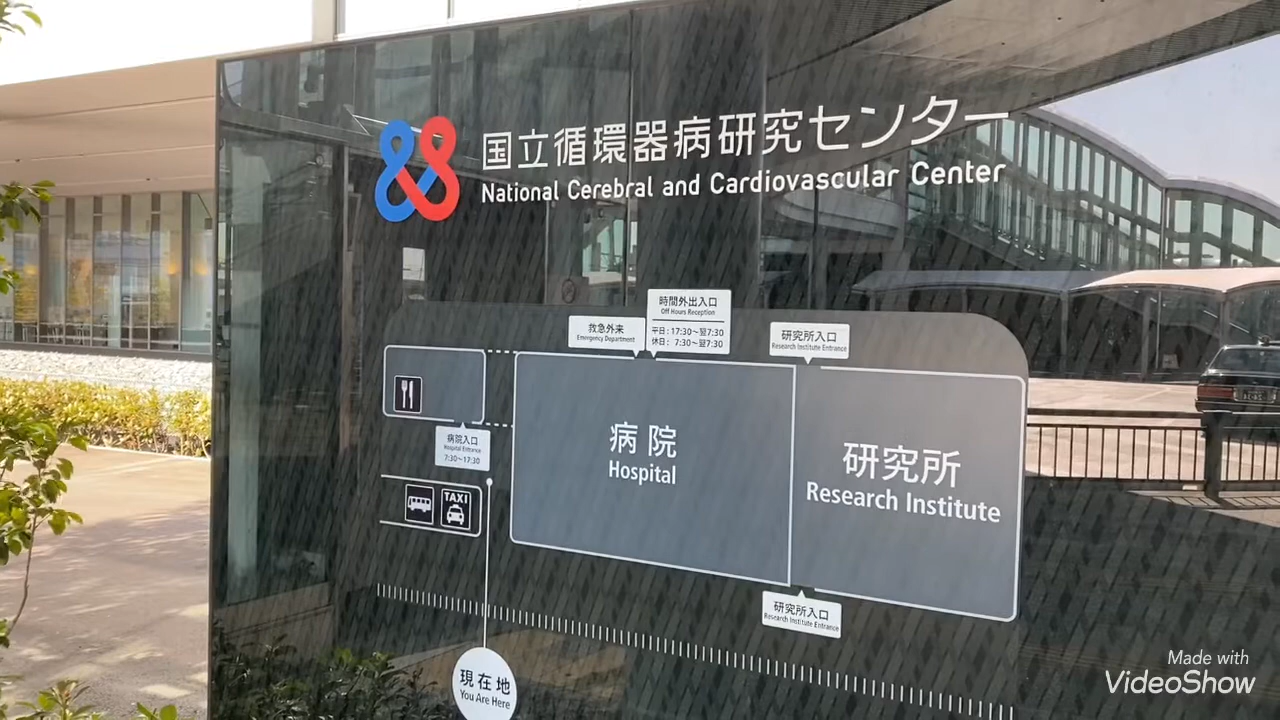 国立循環器病研究センター
National Cerebral and Cardiovascular Center
時間外出入口
Off Hours Reception
平日:17:30〜翌7:30
休日: 7:30〜翌7:30
救急外来
Emergency Department
研究所入口
Research Institute Entrance
病院入口
Hospital Entrance
7:30〜17:30
病院
Hospital
研究所
Research Institute
TAXI
研究所入口
Research Institute Entrance
現在地
You Are Here
Made with
VideoShow